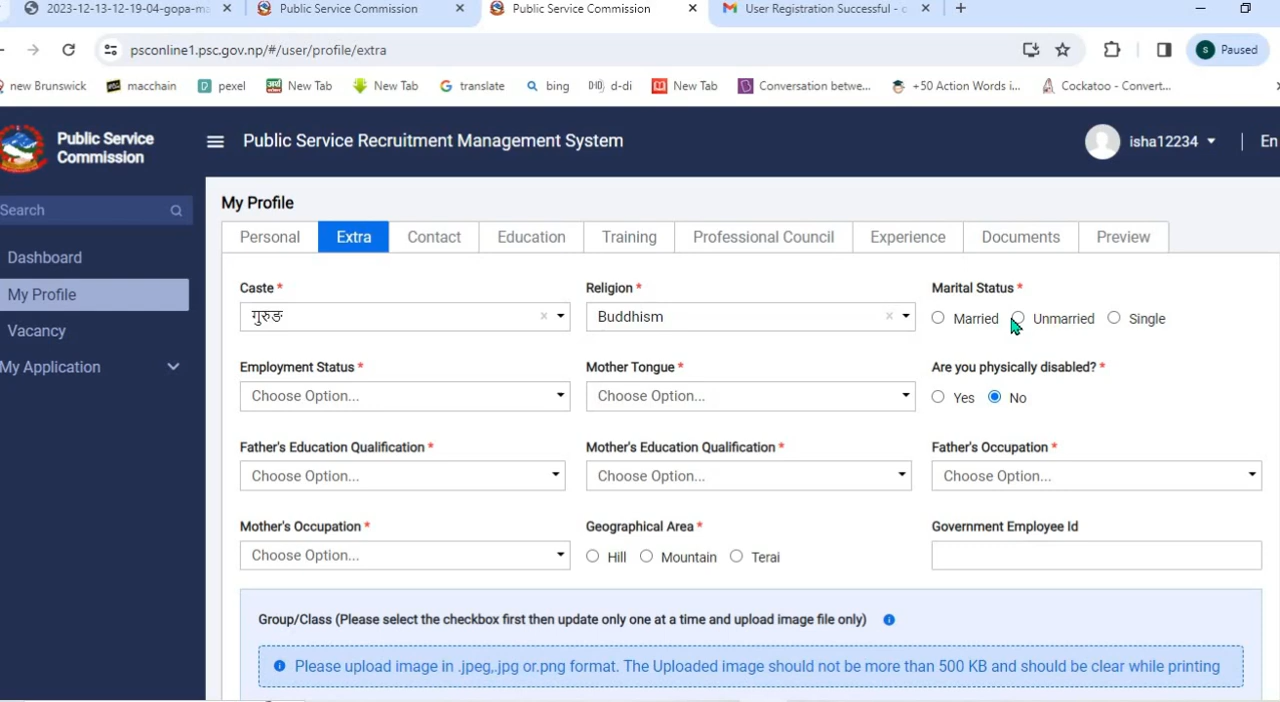 2023-12-13-12-19-04-gopa-ma
Public Service Commission
Public Service Commission
User Registration Successful - c
psconline1.psc.gov.np/#/user/profile/extra
S Paused
new Brunswick
macchain
pexel
New Tab
New Tab
translate
bing
d-di
New Tab
Conversation betwe...
+50 Action Words i...
Cockatoo - Convert...
Public Service
Commission
Public Service Recruitment Management System
isha12234
En
Search
My Profile
Dashboard
My Profile
Vacancy
My Application
Personal Extra Contact Education Training Professional Council Experience Documents Preview
Caste * Religion * Marital Status *
गुरुङ Buddhism Married Unmarried Single
Employment Status * Mother Tongue * Are you physically disabled? *
Choose Option... Choose Option... Yes No
Father's Education Qualification * Mother's Education Qualification * Father's Occupation *
Choose Option... Choose Option... Choose Option...
Mother's Occupation * Geographical Area * Government Employee Id
Choose Option... Hill Mountain Terai
Group/Class (Please select the checkbox first then update only one at a time and upload image file only)
Please upload image in .jpeg,.jpg or.png format. The Uploaded image should not be more than 500 KB and should be clear while printing